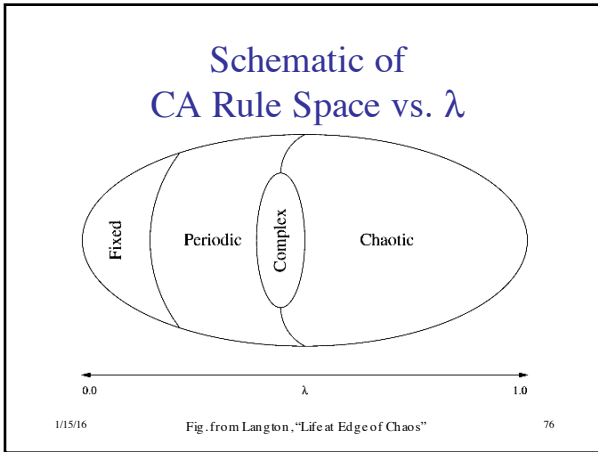 Schematic of
CA Rule Space vs. λ
Fixed
Periodic
Complex
Chaotic
0.0 λ 1.0
1/15/16 Fig. from Langton, “Life at Edge of Chaos” 76